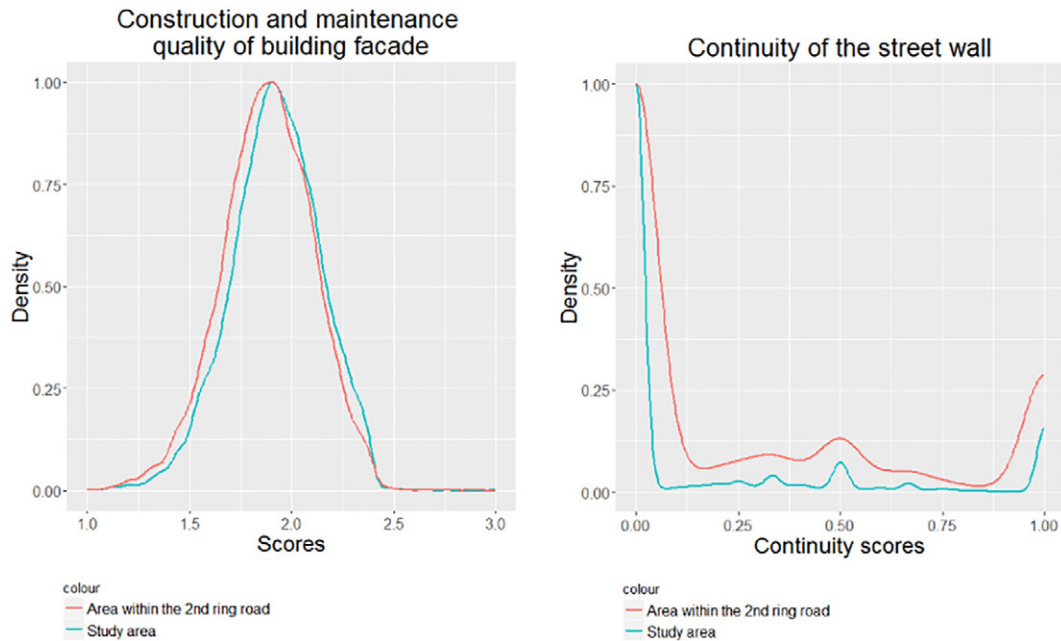 Construction and maintenance
quality of building facade
1.00
0.75
0.50
0.25
0.00
Density
1.0
1.5
2.0
2.5
3.0
Scores
colour
Area within the 2nd ring road
Study area
Continuity of the street wall
1.00
0.75
0.50
0.25
0.00
Density
0.00
0.25
0.50
0.75
1.00
Continuity scores
colour
Area within the 2nd ring road
Study area